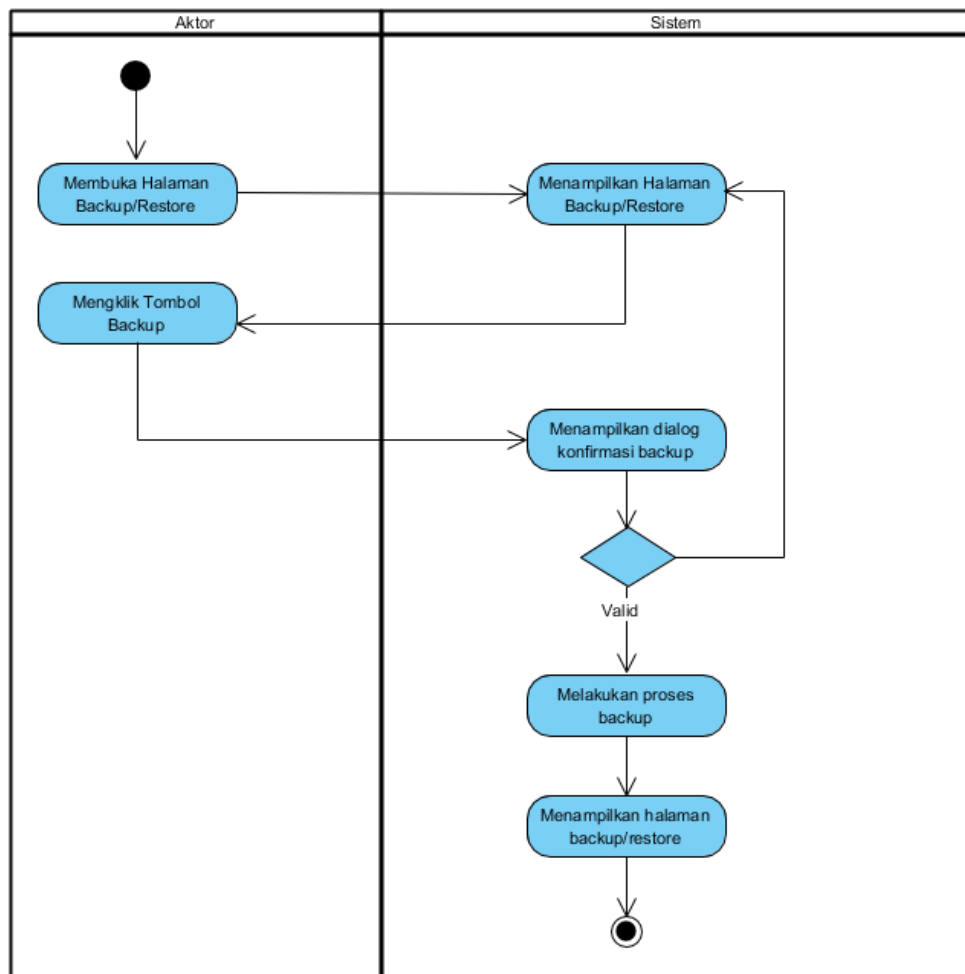 Aktor
Sistem
Membuka Halaman
Backup/Restore
Menampilkan Halaman
Backup/Restore
Mengklik Tombol
Backup
Menampilkan dialog
konfirmasi backup
Valid
Melakukan proses
backup
Menampilkan halaman
backup/restore